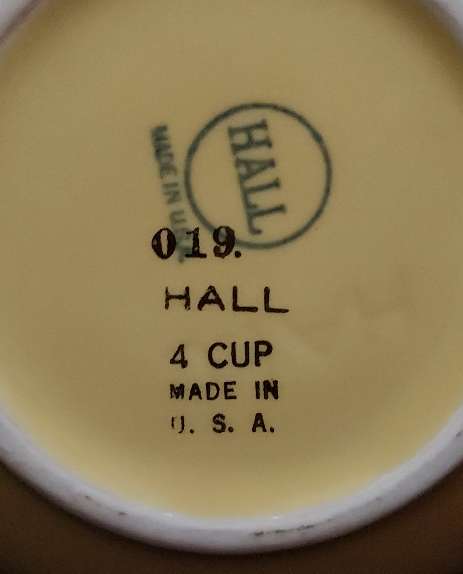 HALL
MADE IN U.S.A.
019.
HALL
4 CUP
MADE IN
U. S. A.